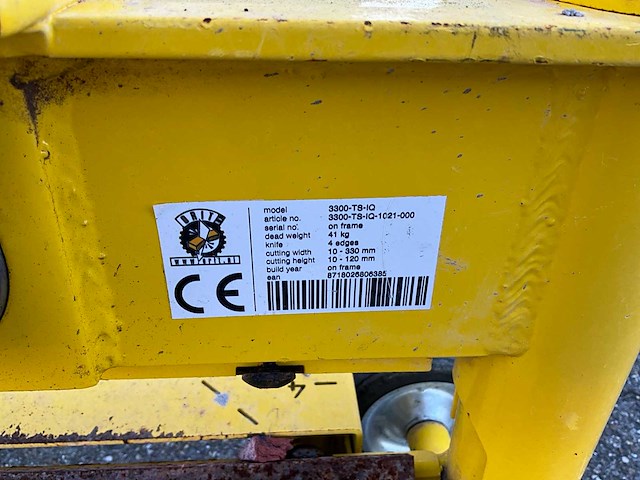 ORIT
model 3300-TS-IQ
article no. 3300-TS-IQ-1021-000
serial no. on frame
dead weight 41 kg
knife 4 edges
cutting width 10 - 330 mm
cutting height 10 - 120 mm
build year on frame
ean 8718026806385
CE
4